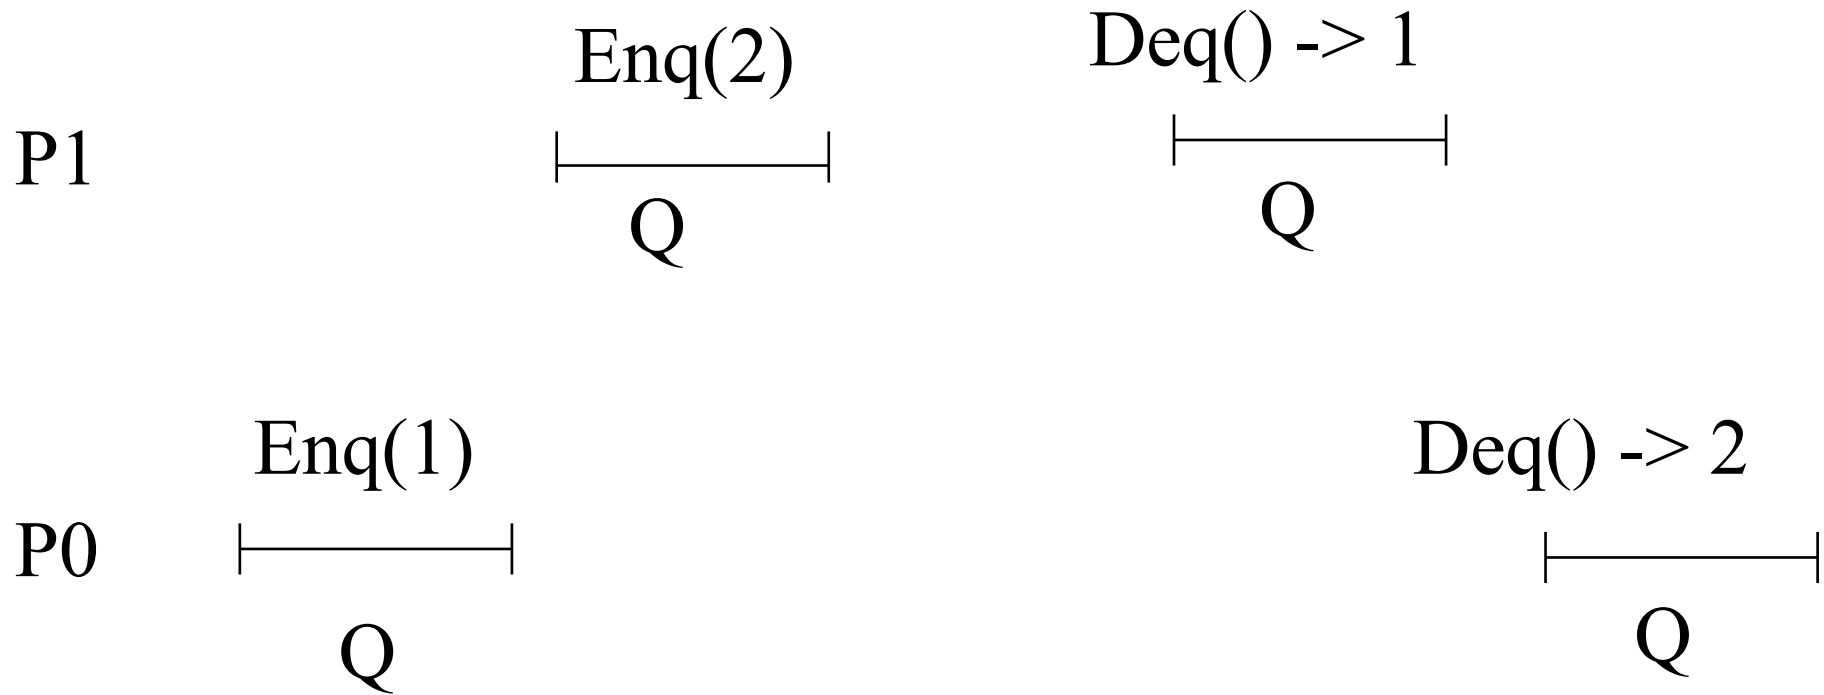 Enq(2)
Deq() -> 1
P1
Q
Q
Enq(1)
Deq() -> 2
P0
Q
Q